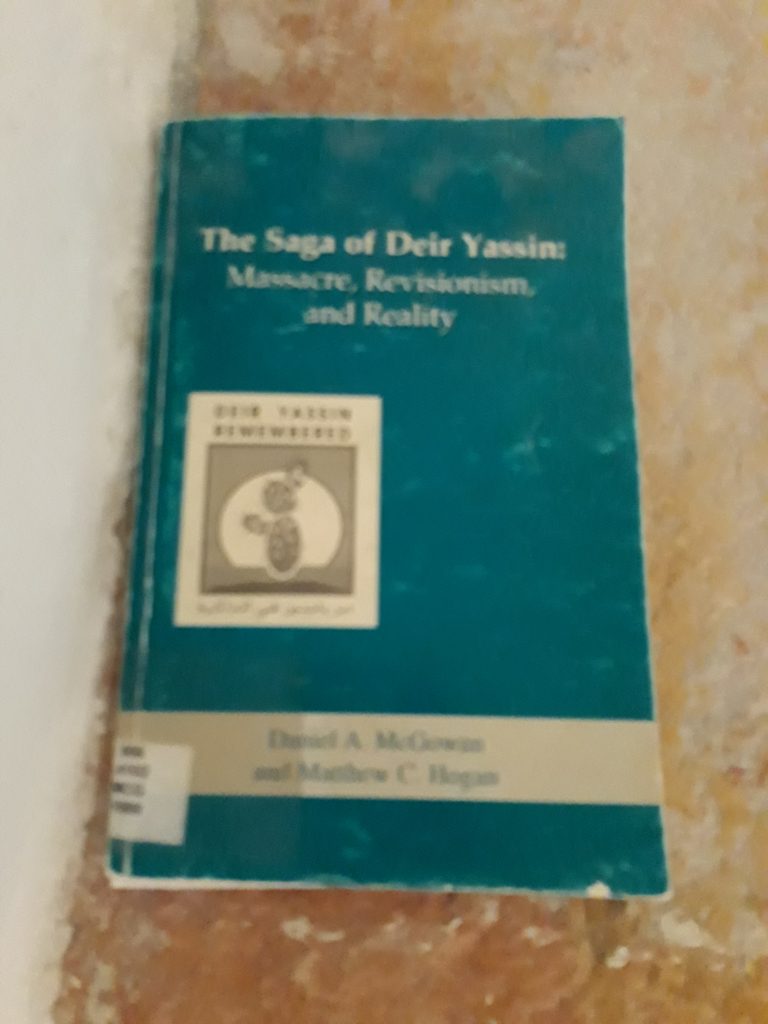 The Saga of Deir Yassin:
Massacre, Revisionism,
and Reality
DEIR YASSIN
REMEMBERED
Daniel A. McGowan
and Matthew C. Hogan